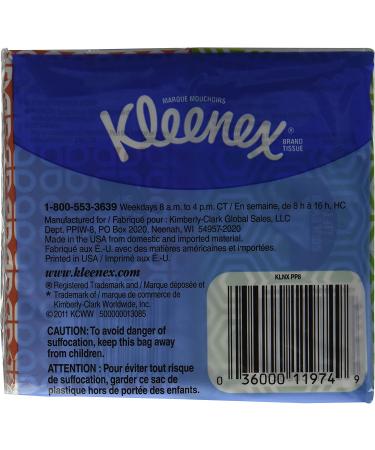 MARQUE MOUCHOIRS
Kleenex®
BRAND
TISSUE
1-800-553-3639 Weekdays 8 a.m. to 4 p.m. CT / En semaine, de 8 h à 16 h, HC
Manufactured for / Fabriqué pour : Kimberly-Clark Global Sales, LLC
Dept. PPIW-8, PO BOX 2020, Neenah, WI 54957-2020
Made in the USA from domestic and imported material.
Fabriqué aux É.-U. avec des matières américaines et importées.
Printed in USA / Imprimé aux É.-U.
www.kleenex.com
® Registered Trademark and / Marque déposée et
* Trademark of / marque de commerce de
Kimberly-Clark Worldwide, Inc.
© 2011 KCWW 500000013085
KLNX PP8
CAUTION: To avoid danger of
suffocation, keep this bag away
from children.
ATTENTION : Pour éviter tout risque
de suffocation, garder ce sac de
plastique hors de portée des enfants.
0 36000 11974 9